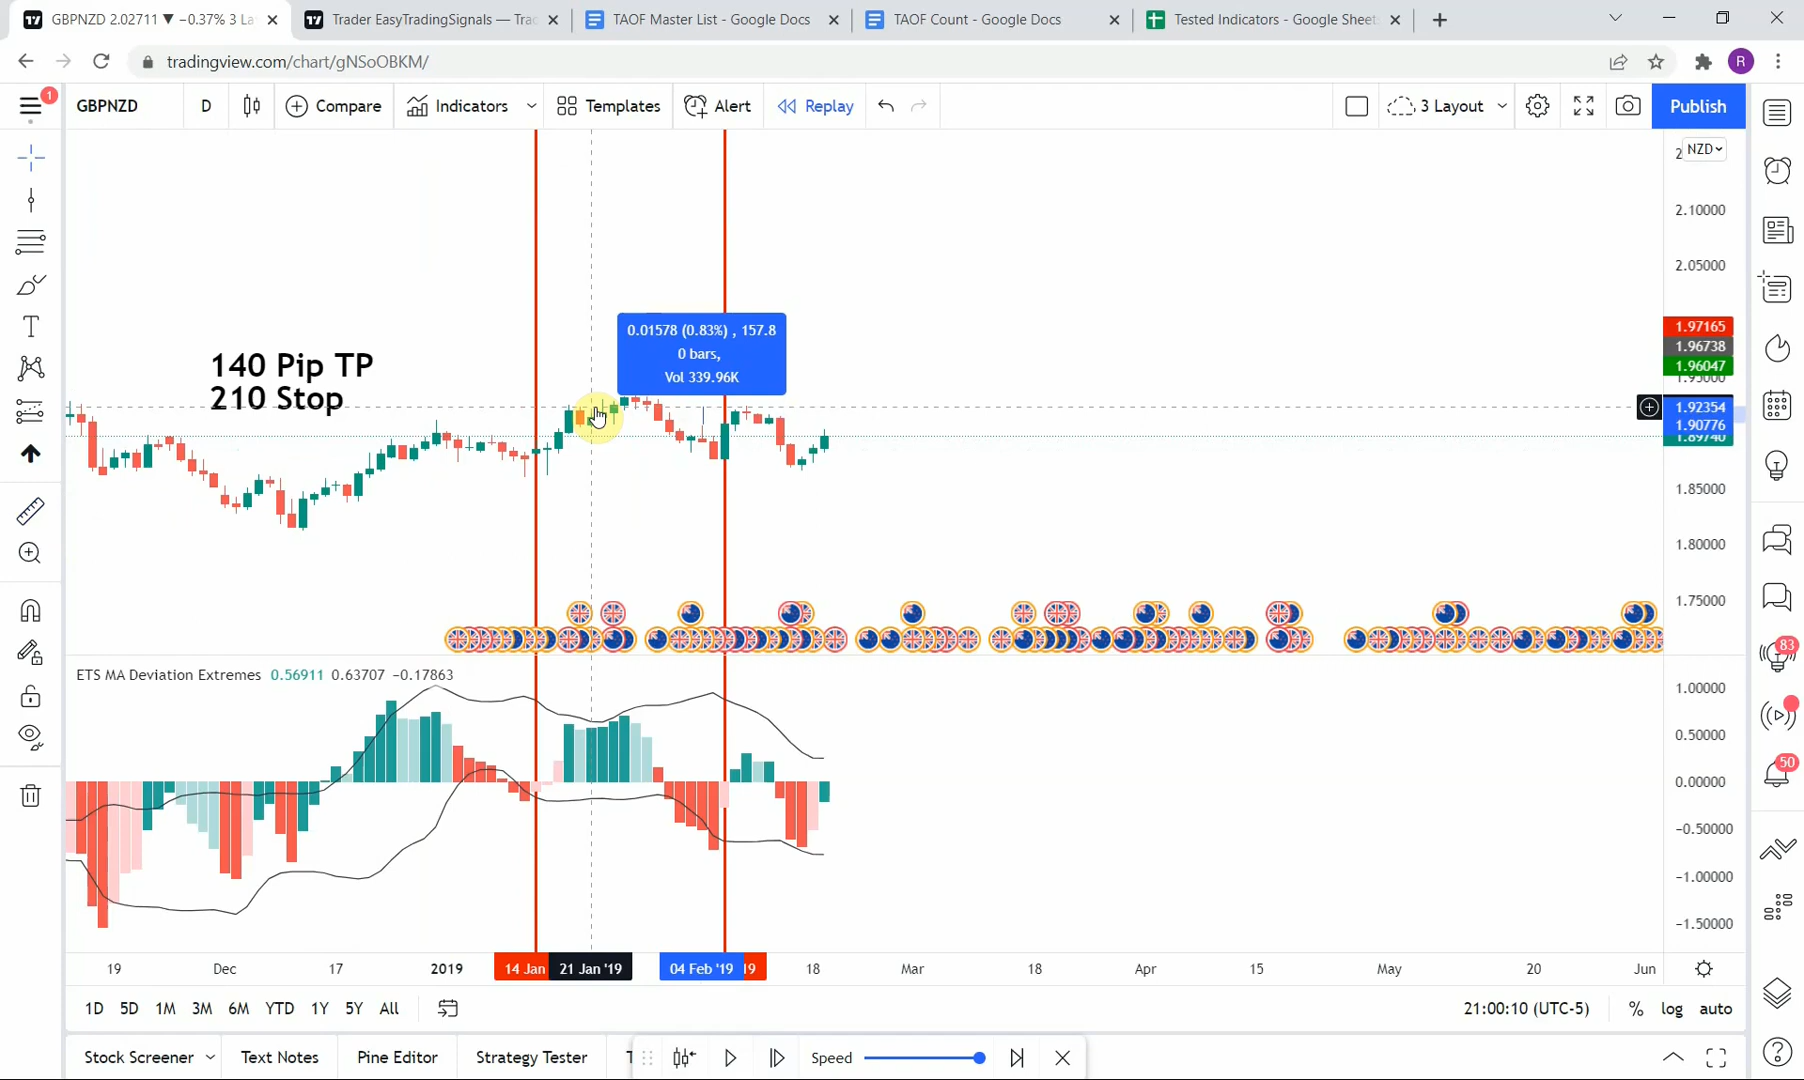 GBPNZD 2.02711 ▼ −0.37% 3 La
Trader EasyTradingSignals — Trad
TAOF Master List - Google Docs
TAOF Count - Google Docs
Tested Indicators - Google Sheets
tradingview.com/chart/gNSoOBKM/
R
1
GBPNZD
D
Compare
Indicators
Templates
Alert
Replay
3 Layout
Publish
NZD
2.10000
2.05000
1.97165
1.96738
1.96047
1.95000
1.92354
1.90776
1.89740
1.85000
1.80000
1.75000
0.01578 (0.83%) , 157.8
0 bars,
Vol 339.96K
140 Pip TP
210 Stop
83
50
ETS MA Deviation Extremes 0.56911 0.63707 −0.17863
1.00000
0.50000
0.00000
−0.50000
−1.00000
−1.50000
19 Dec 17 2019 14 Jan 21 Jan '19 04 Feb '19 19 18 Mar 18 Apr 15 May 20 Jun
1D 5D 1M 3M 6M YTD 1Y 5Y All
21:00:10 (UTC-5) % log auto
Stock Screener Text Notes Pine Editor Strategy Tester T
Speed